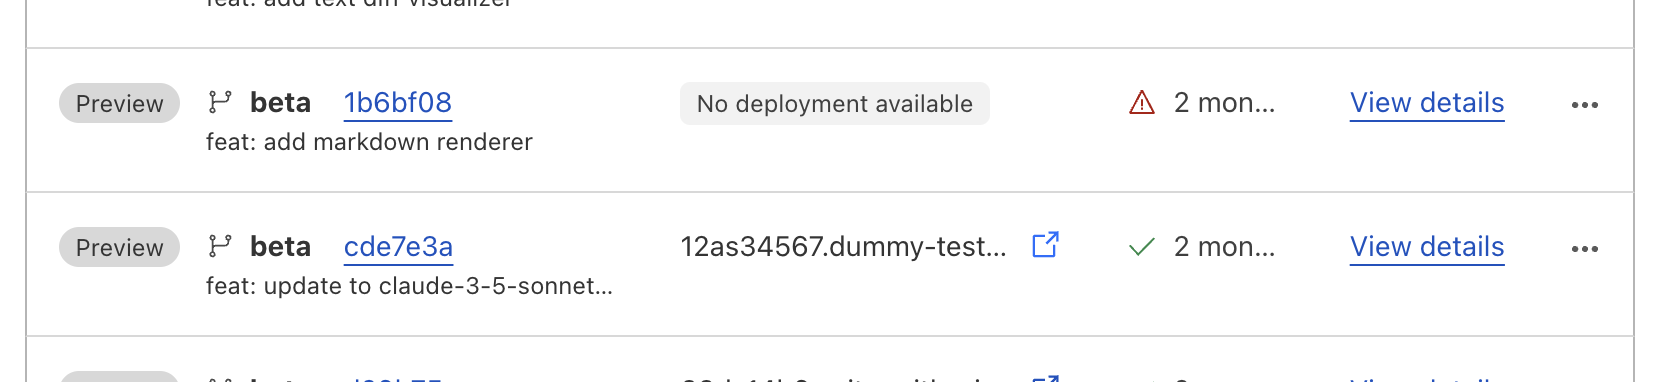 feat: add text diff visualizer
Preview beta 1b6bf08 No deployment available 2 mon... View details
feat: add markdown renderer
Preview beta cde7e3a 12as34567.dummy-test... 2 mon... View details
feat: update to claude-3-5-sonnet...